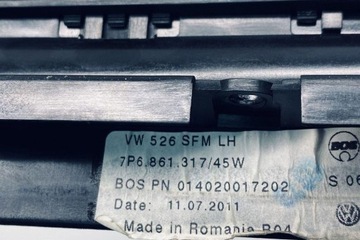 VW 526 SFM LH
7P6.861.317/45W
BOS
BOS PN 014020017202
S 06
Date: 11.07.2011
Made in Romania B04